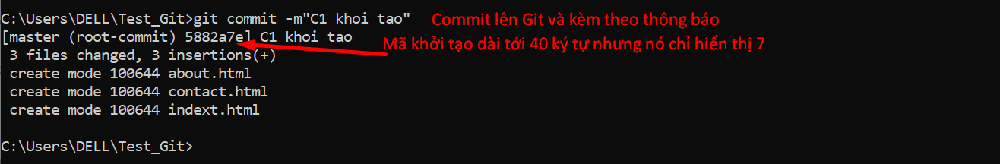 C:\Users\DELL\Test_Git>git commit -m"C1 khoi tao"
Commit lên Git và kèm theo thông báo
[master (root-commit) 5882a7e] C1 khoi tao
Mã khởi tạo dài tới 40 ký tự nhưng nó chỉ hiển thị 7
3 files changed, 3 insertions(+)
create mode 100644 about.html
create mode 100644 contact.html
create mode 100644 indext.html
C:\Users\DELL\Test_Git>